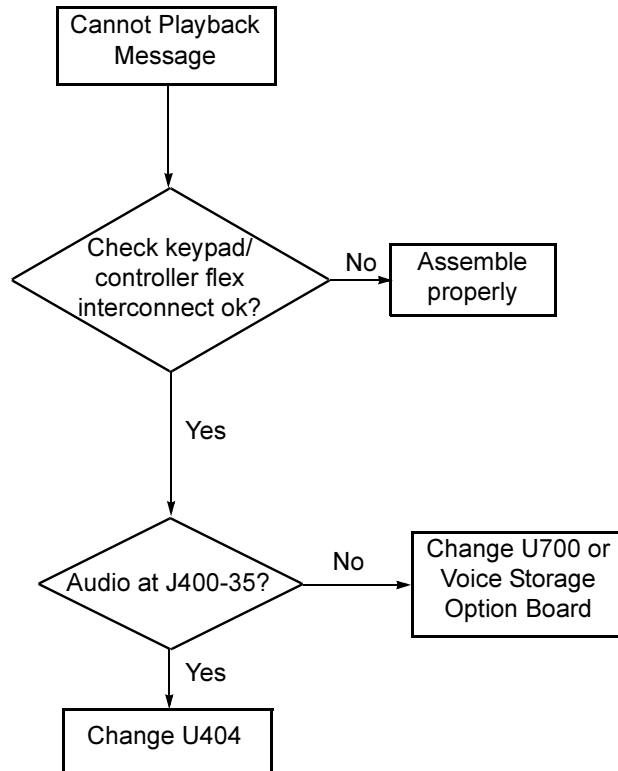 Cannot Playback
Message
Check keypad/
controller flex
interconnect ok?
No
Assemble
properly
Yes
Audio at J400-35?
No
Change U700 or
Voice Storage
Option Board
Yes
Change U404